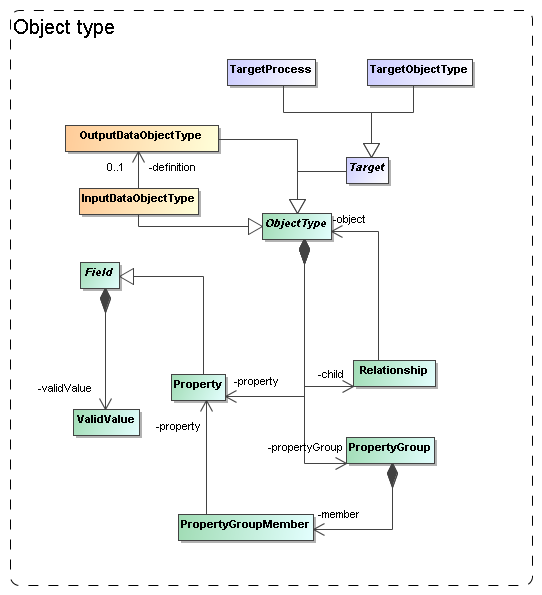 Object type
TargetProcess
TargetObjectType
OutputDataObjectType
0..1
-definition
Target
InputDataObjectType
ObjectType
-object
Field
Relationship
-child
Property
-property
-validValue
ValidValue
-property
-propertyGroup
PropertyGroup
PropertyGroupMember
-member